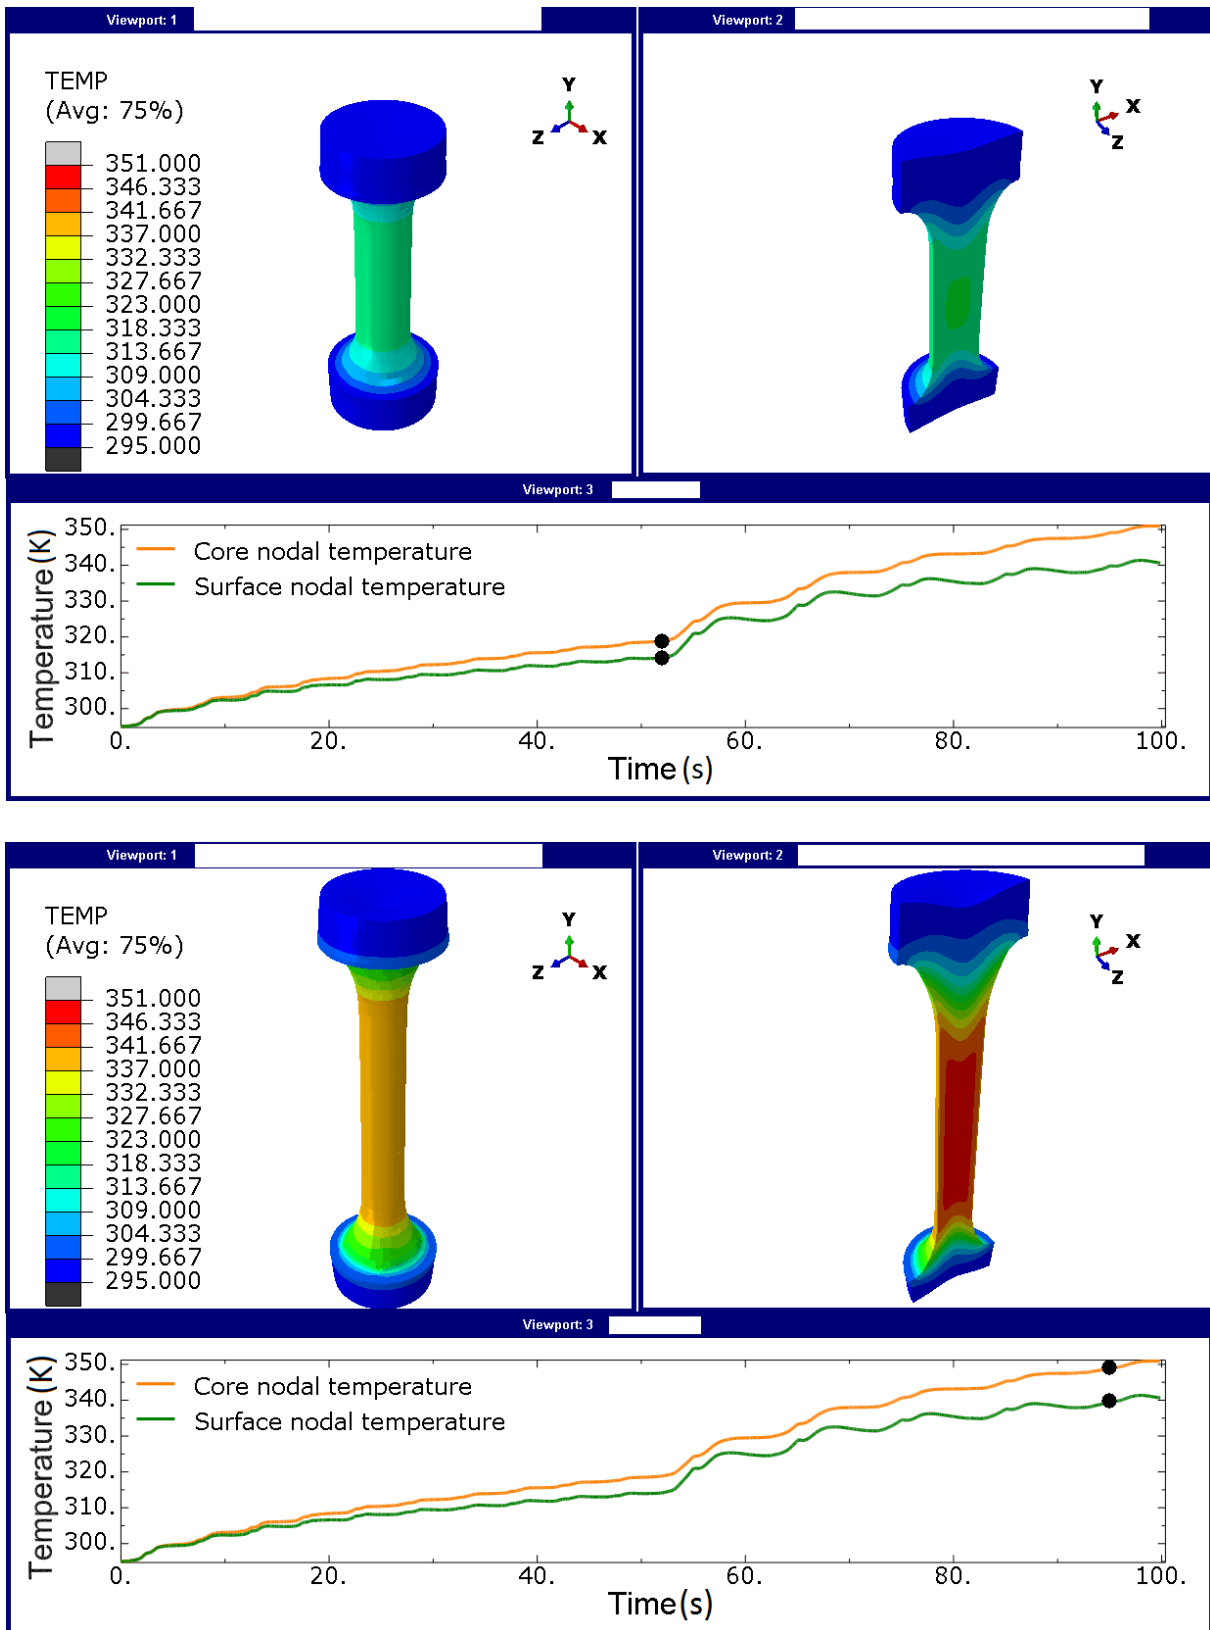 Viewport: 1
Viewport: 2
TEMP
(Avg: 75%)
351.000
346.333
341.667
337.000
332.333
327.667
323.000
318.333
313.667
309.000
304.333
299.667
295.000
Y
Z
X
Y
X
Z
Viewport: 3
Temperature (K)
350.
340.
330.
320.
310.
300.
Core nodal temperature
Surface nodal temperature
0.
20.
40.
60.
80.
100.
Time (s)
Viewport: 1
Viewport: 2
TEMP
(Avg: 75%)
351.000
346.333
341.667
337.000
332.333
327.667
323.000
318.333
313.667
309.000
304.333
299.667
295.000
Y
Z
X
Y
X
Z
Viewport: 3
Temperature (K)
350.
340.
330.
320.
310.
300.
Core nodal temperature
Surface nodal temperature
0.
20.
40.
60.
80.
100.
Time (s)